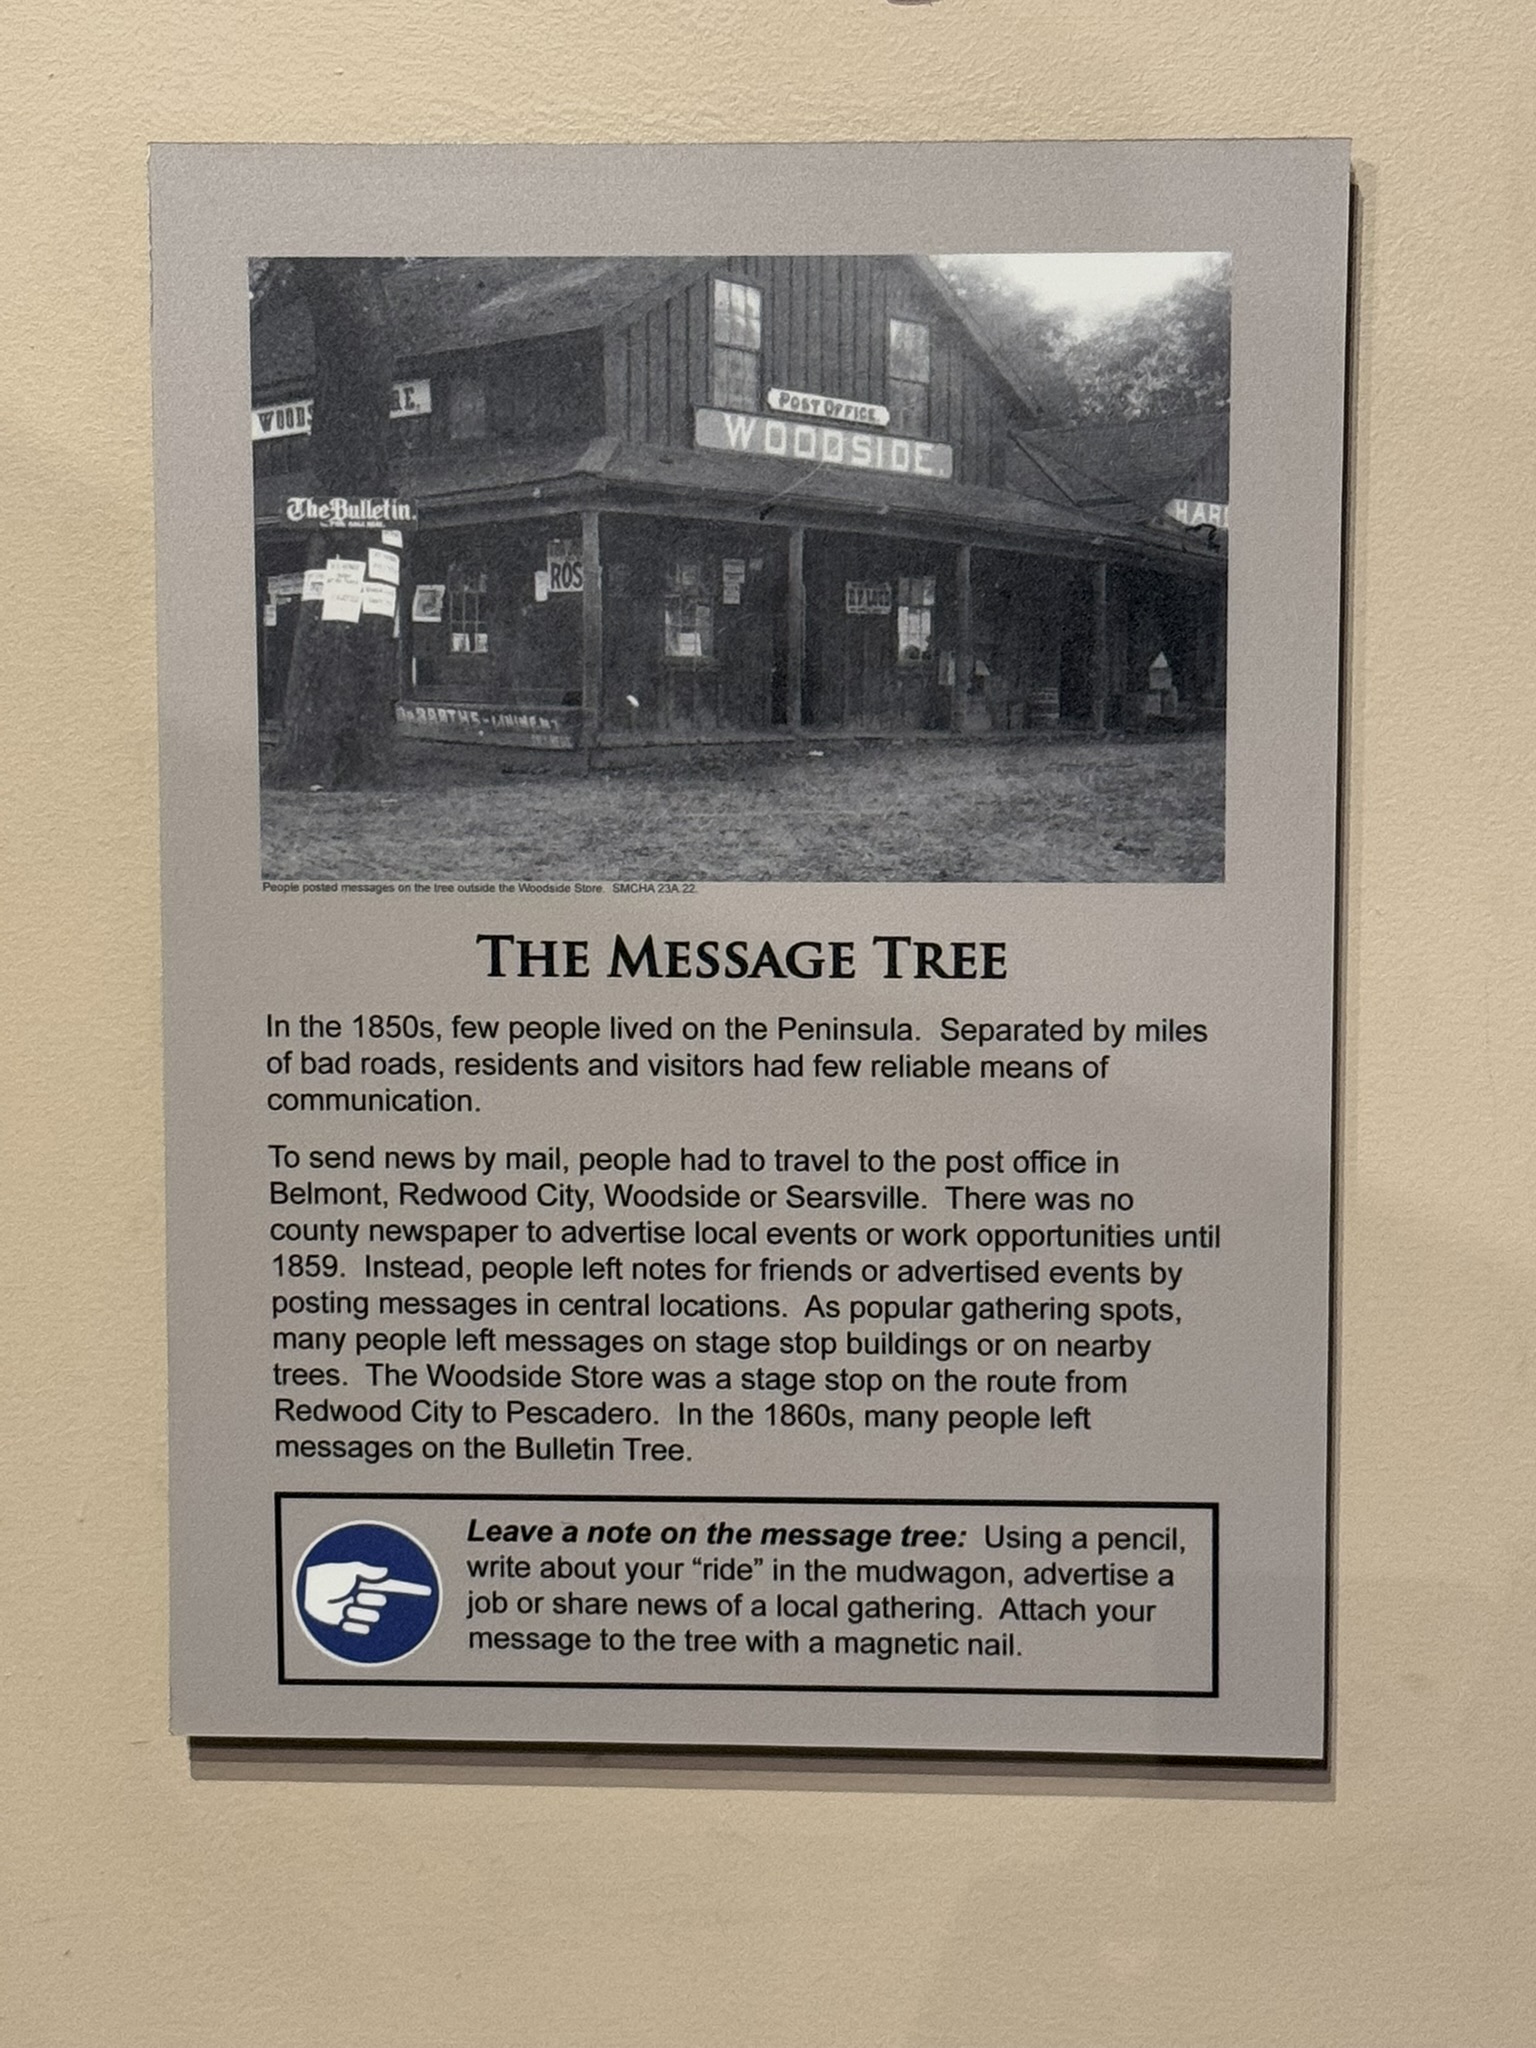 WOODS
RE.
POST OFFICE.
WOODSIDE.
HAR
The Bulletin.
ROS
People posted messages on the tree outside the Woodside Store.  SMCHA 23A 22.
THE MESSAGE TREE
In the 1850s, few people lived on the Peninsula.  Separated by miles
of bad roads, residents and visitors had few reliable means of
communication.
To send news by mail, people had to travel to the post office in
Belmont, Redwood City, Woodside or Searsville.  There was no
county newspaper to advertise local events or work opportunities until
1859.  Instead, people left notes for friends or advertised events by
posting messages in central locations.  As popular gathering spots,
many people left messages on stage stop buildings or on nearby
trees.  The Woodside Store was a stage stop on the route from
Redwood City to Pescadero.  In the 1860s, many people left
messages on the Bulletin Tree.
Leave a note on the message tree:  Using a pencil,
write about your “ride” in the mudwagon, advertise a
job or share news of a local gathering.  Attach your
message to the tree with a magnetic nail.